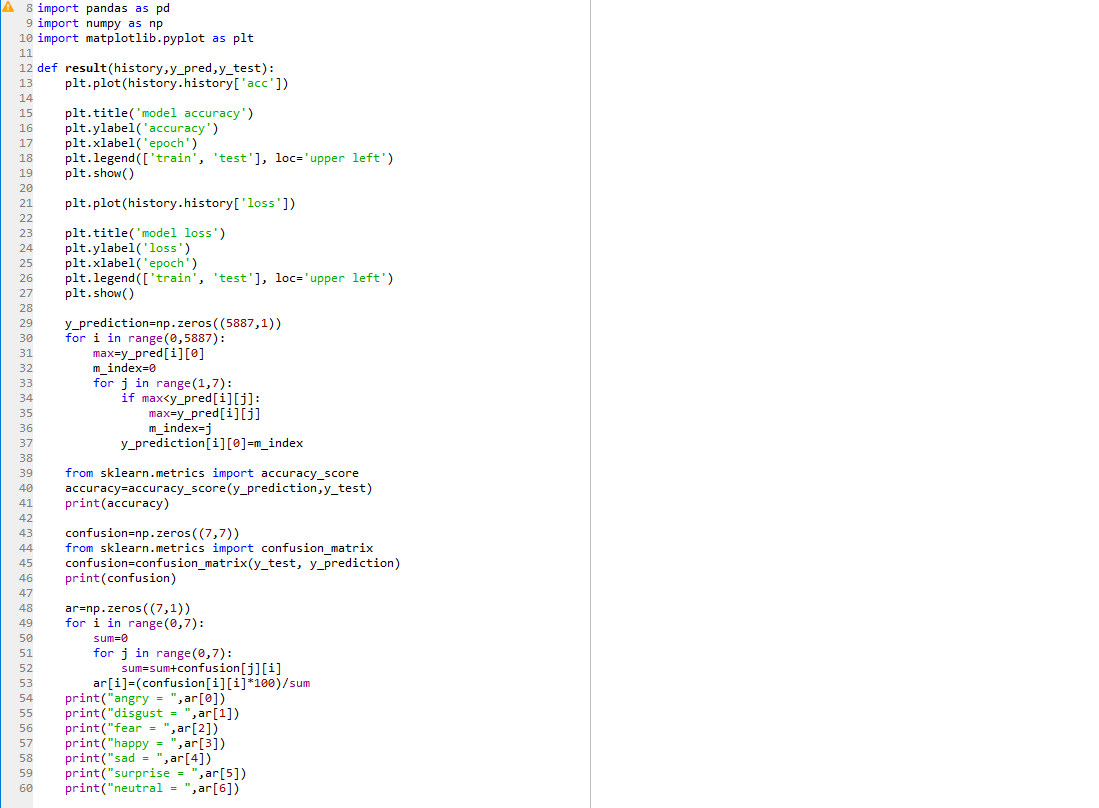 8 import pandas as pd
9 import numpy as np
10 import matplotlib.pyplot as plt
11
12 def result(history,y_pred,y_test):
13     plt.plot(history.history['acc'])
14
15     plt.title('model accuracy')
16     plt.ylabel('accuracy')
17     plt.xlabel('epoch')
18     plt.legend(['train', 'test'], loc='upper left')
19     plt.show()
20
21     plt.plot(history.history['loss'])
22
23     plt.title('model loss')
24     plt.ylabel('loss')
25     plt.xlabel('epoch')
26     plt.legend(['train', 'test'], loc='upper left')
27     plt.show()
28
29     y_prediction=np.zeros((5887,1))
30     for i in range(0,5887):
31         max=y_pred[i][0]
32         m_index=0
33         for j in range(1,7):
34             if max<y_pred[i][j]:
35                 max=y_pred[i][j]
36                 m_index=j
37             y_prediction[i][0]=m_index
38
39     from sklearn.metrics import accuracy_score
40     accuracy=accuracy_score(y_prediction,y_test)
41     print(accuracy)
42
43     confusion=np.zeros((7,7))
44     from sklearn.metrics import confusion_matrix
45     confusion=confusion_matrix(y_test, y_prediction)
46     print(confusion)
47
48     ar=np.zeros((7,1))
49     for i in range(0,7):
50         sum=0
51         for j in range(0,7):
52             sum=sum+confusion[j][i]
53         ar[i]=(confusion[i][i]*100)/sum
54     print("angry = ",ar[0])
55     print("disgust = ",ar[1])
56     print("fear = ",ar[2])
57     print("happy = ",ar[3])
58     print("sad = ",ar[4])
59     print("surprise = ",ar[5])
60     print("neutral = ",ar[6])